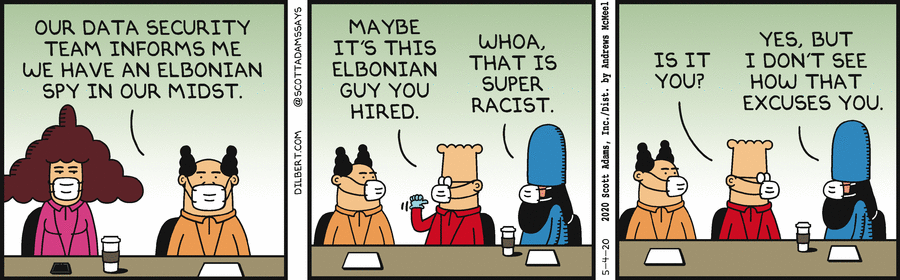 OUR DATA SECURITY
TEAM INFORMS ME
WE HAVE AN ELBONIAN
SPY IN OUR MIDST.
DILBERT.COM @SCOTTADAMSSAYS
MAYBE
IT'S THIS
ELBONIAN
GUY YOU
HIRED.
WHOA,
THAT IS
SUPER
RACIST.
5-4-20 2020 Scott Adams, Inc./Dist. by Andrews McMeel
IS IT
YOU?
YES, BUT
I DON'T SEE
HOW THAT
EXCUSES YOU.